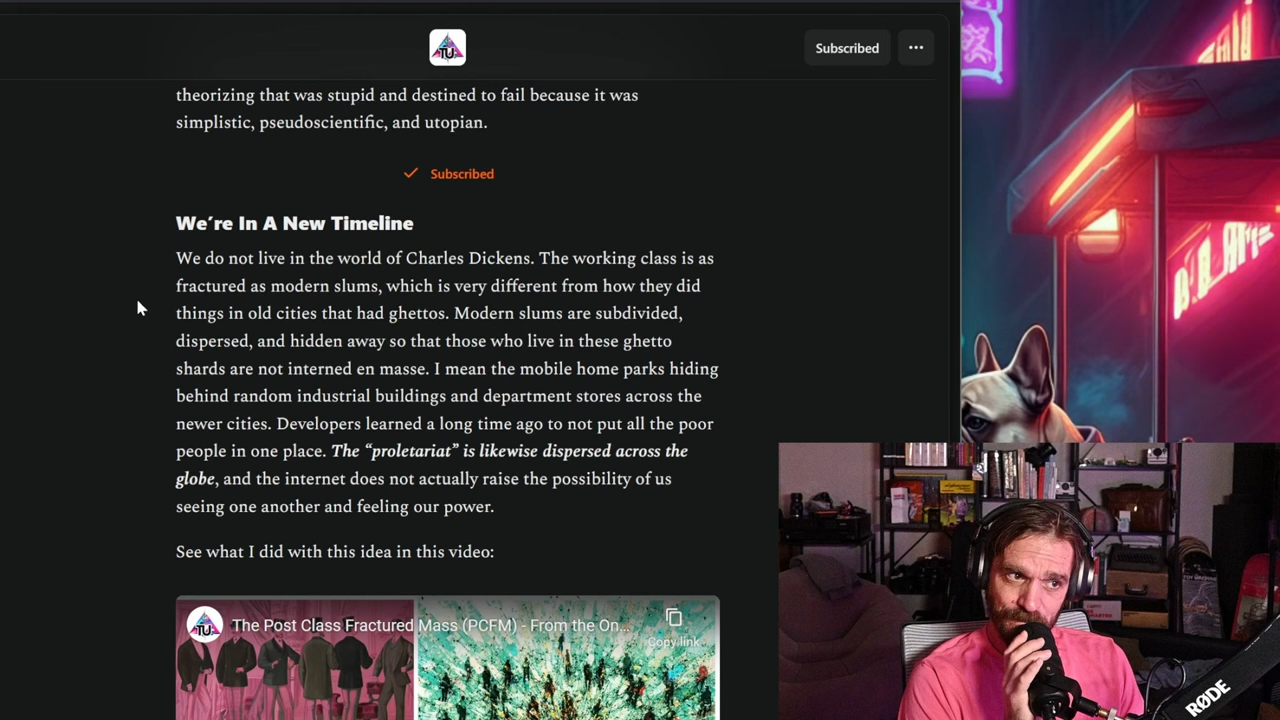 TU
Subscribed
theorizing that was stupid and destined to fail because it was
simplistic, pseudoscientific, and utopian.
Subscribed
We're In A New Timeline
We do not live in the world of Charles Dickens. The working class is as
fractured as modern slums, which is very different from how they did
things in old cities that had ghettos. Modern slums are subdivided,
dispersed, and hidden away so that those who live in these ghetto
shards are not interned en masse. I mean the mobile home parks hiding
behind random industrial buildings and department stores across the
newer cities. Developers learned a long time ago to not put all the poor
people in one place. The “proletariat” is likewise dispersed across the
globe, and the internet does not actually raise the possibility of us
seeing one another and feeling our power.
See what I did with this idea in this video:
TU
The Post Class Fractured Mass (PCFM) - From the On...
Copy link
RØDE